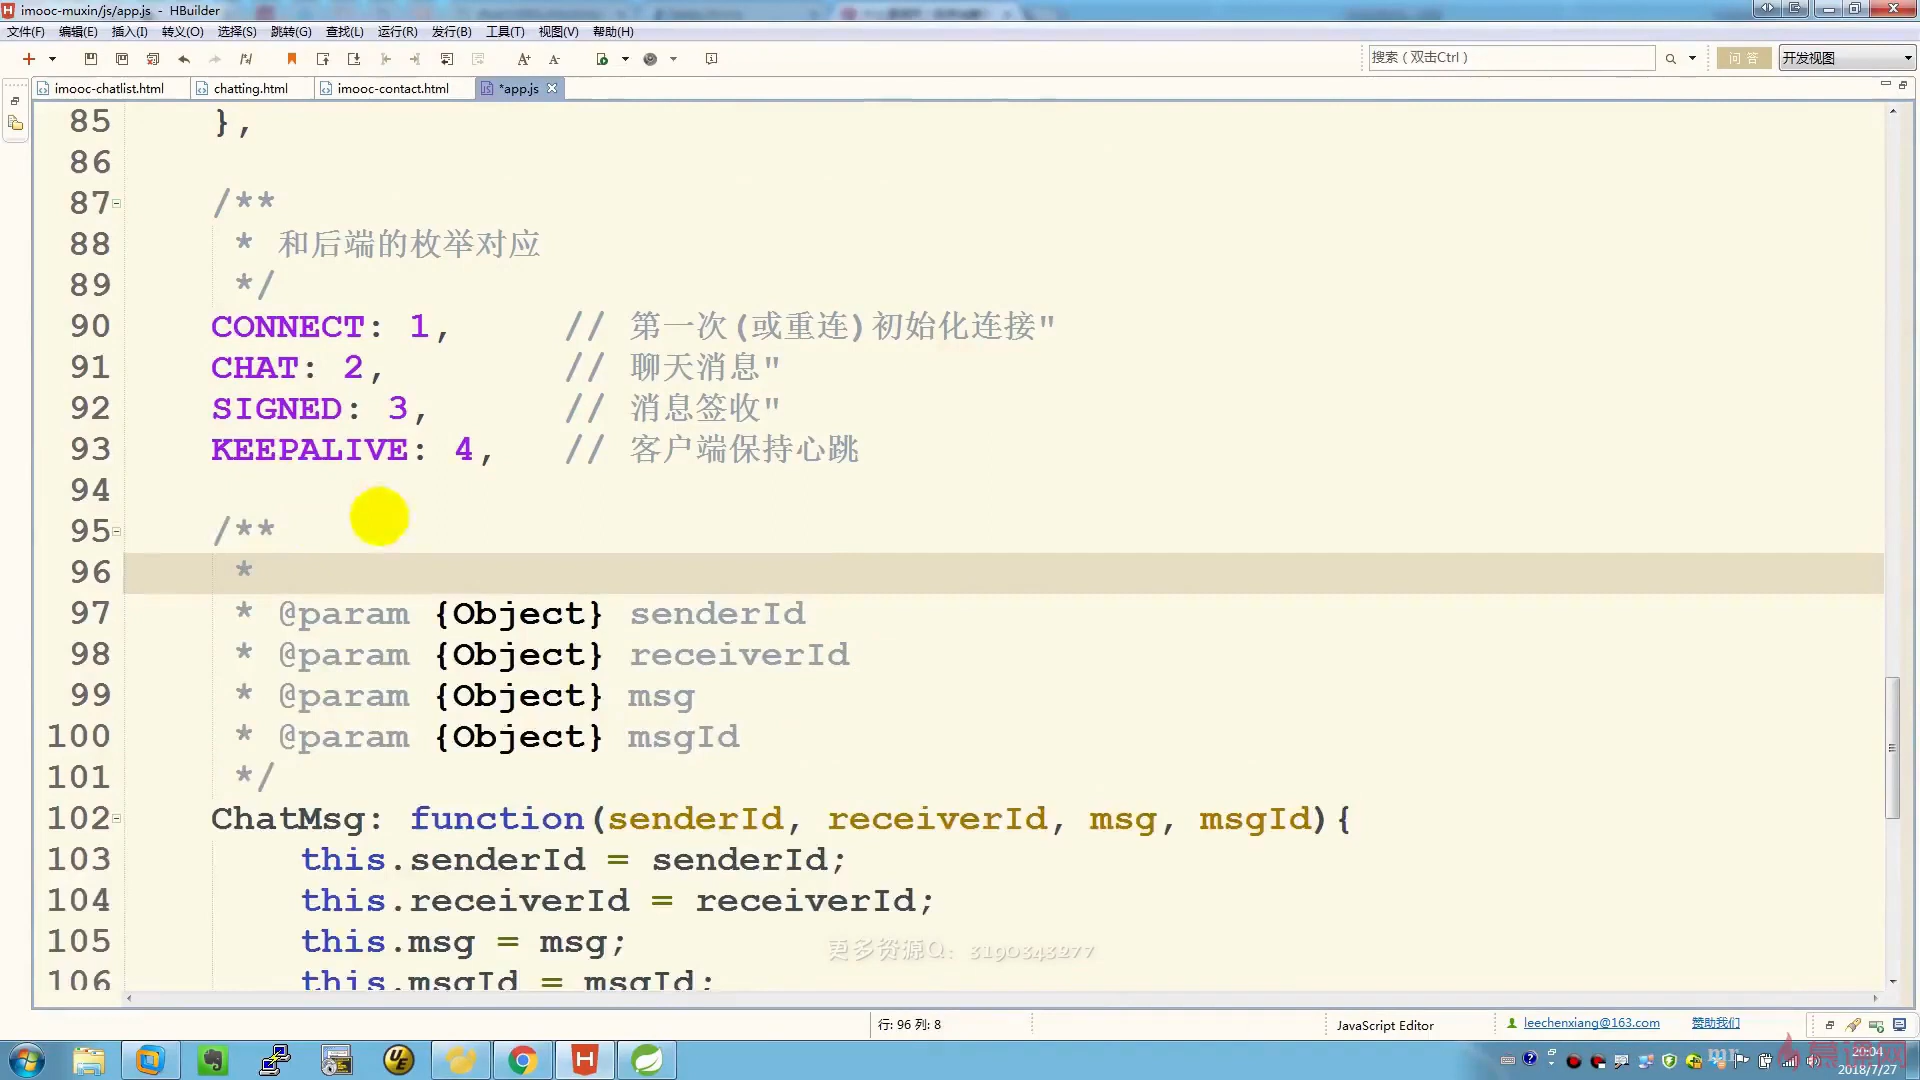 imooc-muxin/js/app.js - HBuilder
文件(F) 编辑(E) 插入(I) 转义(O) 选择(S) 跳转(G) 查找(L) 运行(R) 发行(B) 工具(T) 视图(V) 帮助(H)
搜索（双击Ctrl）
问答
开发视图
imooc-chatlist.html
chatting.html
imooc-contact.html
*app.js
85 },
86
87 /**
88 * 和后端的枚举对应
89 */
90 CONNECT: 1, // 第一次(或重连)初始化连接"
91 CHAT: 2, // 聊天消息"
92 SIGNED: 3, // 消息签收"
93 KEEPALIVE: 4, // 客户端保持心跳
94
95 /**
96 *
97 * @param {Object} senderId
98 * @param {Object} receiverId
99 * @param {Object} msg
100 * @param {Object} msgId
101 */
102 ChatMsg: function(senderId, receiverId, msg, msgId){
103 this.senderId = senderId;
104 this.receiverId = receiverId;
105 this.msg = msg;
106 this.msgId = msgId;
更多资源Q: 3190343277
行: 96 列: 8
JavaScript Editor
leechenxiang@163.com
赞助我们
慕课网
20:04
2018/7/27